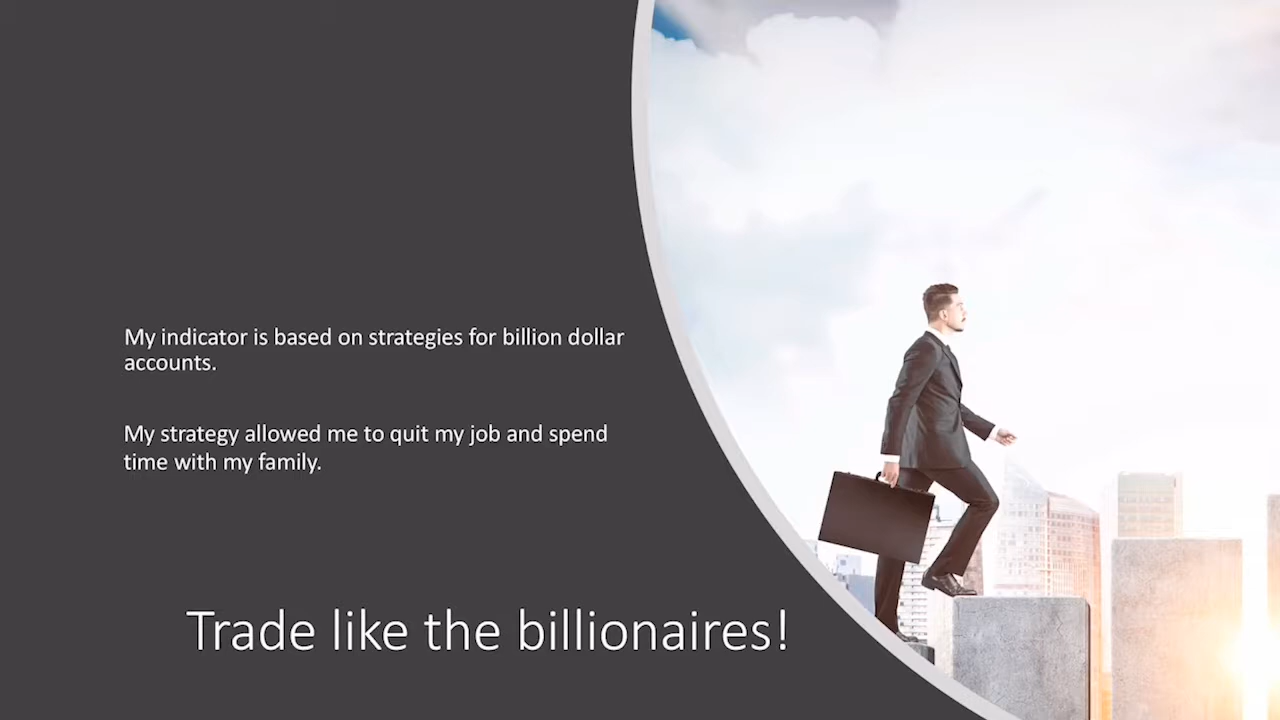 My indicator is based on strategies for billion dollar
accounts.
My strategy allowed me to quit my job and spend
time with my family.
Trade like the billionaires!